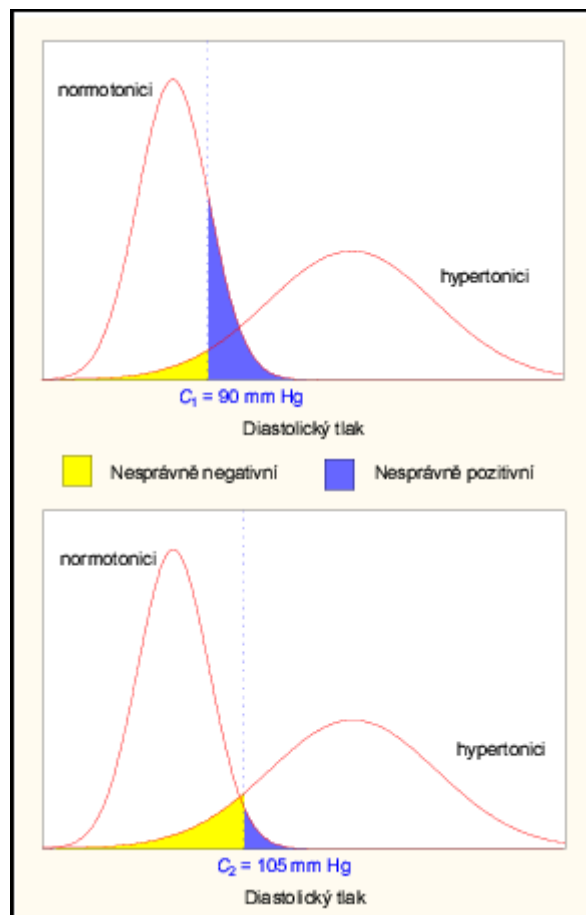 normotonici
hypertonici
C₁ = 90 mm Hg
Diastolický tlak
Nesprávně negativní
Nesprávně pozitivní
normotonici
hypertonici
C₂ = 105 mm Hg
Diastolický tlak